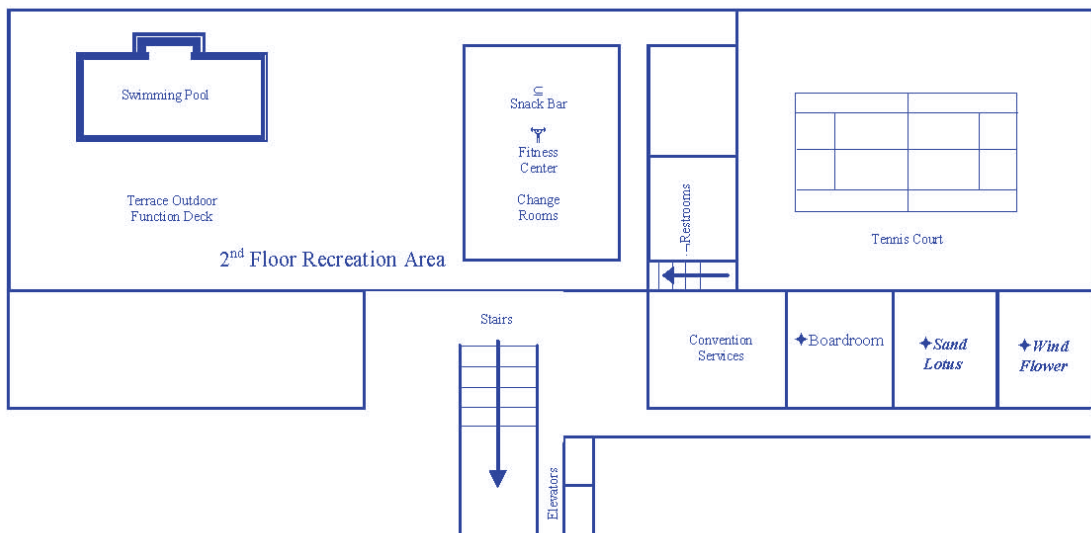 Swimming Pool
Snack Bar
Fitness
Center
Change
Rooms
Terrace Outdoor
Function Deck
2nd Floor Recreation Area
Restrooms
Tennis Court
Stairs
Convention
Services
Boardroom
Sand
Lotus
Wind
Flower
Elevators